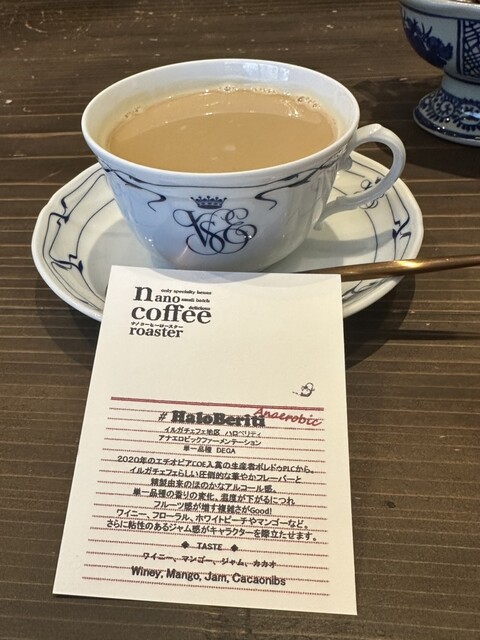 only specialty house
nano small batch
coffee delicious
ナノコーヒーロースター
roaster
# HaloBeriti Anaerobic
イルガチェフェ地区 ハロベリティ
アナエロビックファーメンテーション
単一品種 DEGA
2020年のエチオピアCOE入賞の生産者ボレドゥPLCから。
イルガチェフェらしい圧倒的な華やかフレーバーと
精製由来のほのかなアルコール感。
単一品種の香りの変化、温度が下がるにつれ
フルーツ感が増す複雑さがGood!
ワイニー、フローラル、ホワイトピーチやマンゴーなど。
さらに粘性のあるジャム感がキャラクターを際立たせます。
◆ TASTE ◆
ワイニー、マンゴー、ジャム、カカオ
Winey, Mango, Jam, Cacaonibs